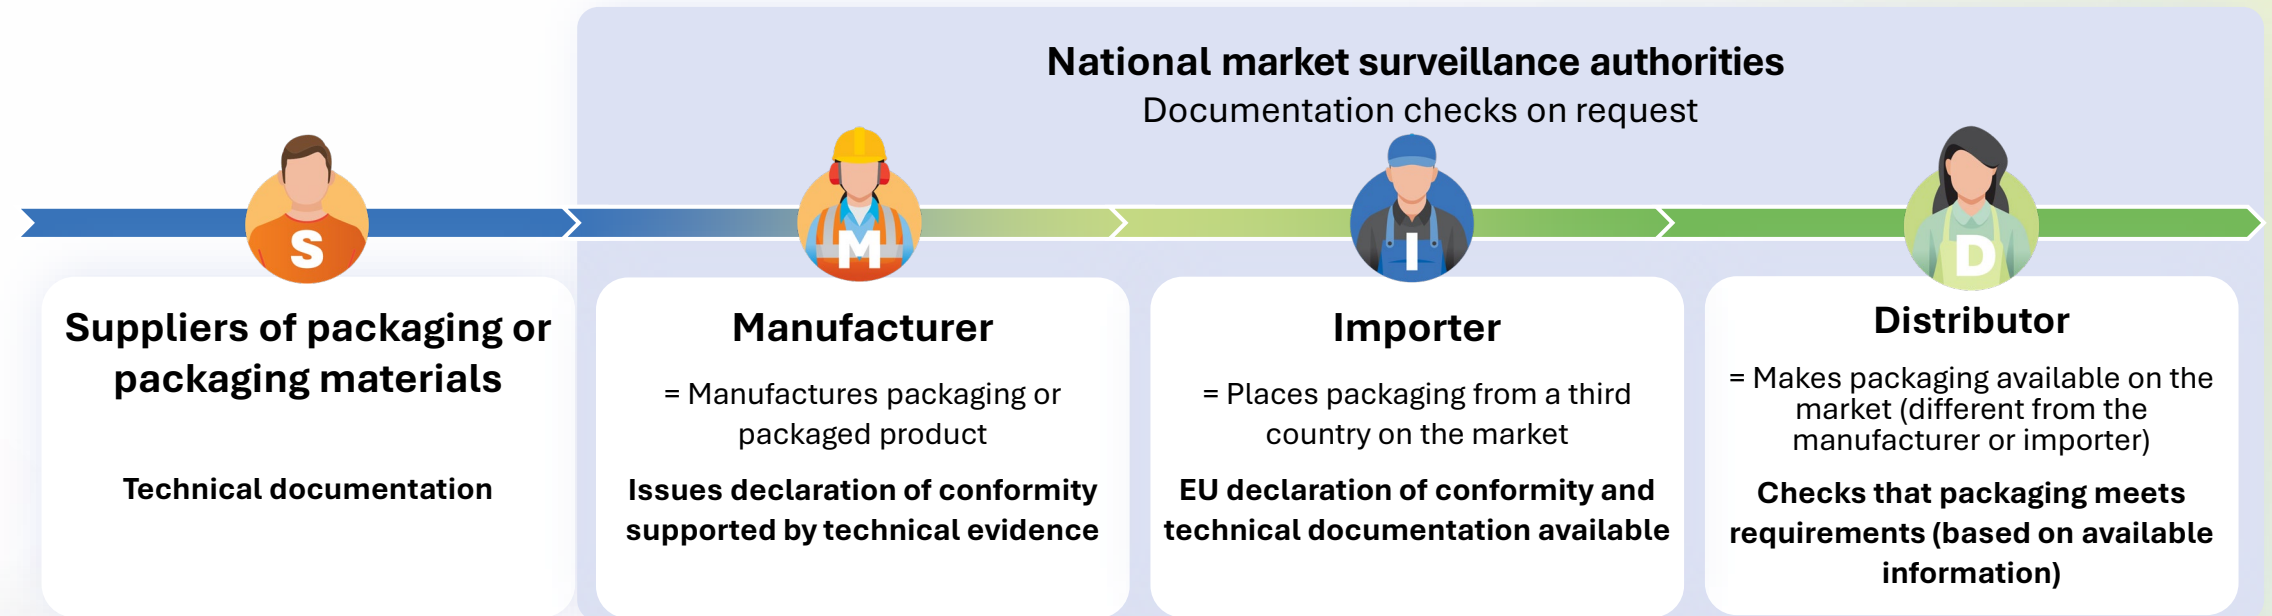 National market surveillance authorities
Documentation checks on request
S
M
I
D
Suppliers of packaging or
packaging materials
Technical documentation
Manufacturer
= Manufactures packaging or
packaged product
Issues declaration of conformity
supported by technical evidence
Importer
= Places packaging from a third
country on the market
EU declaration of conformity and
technical documentation available
Distributor
= Makes packaging available on the
market (different from the
manufacturer or importer)
Checks that packaging meets
requirements (based on available
information)